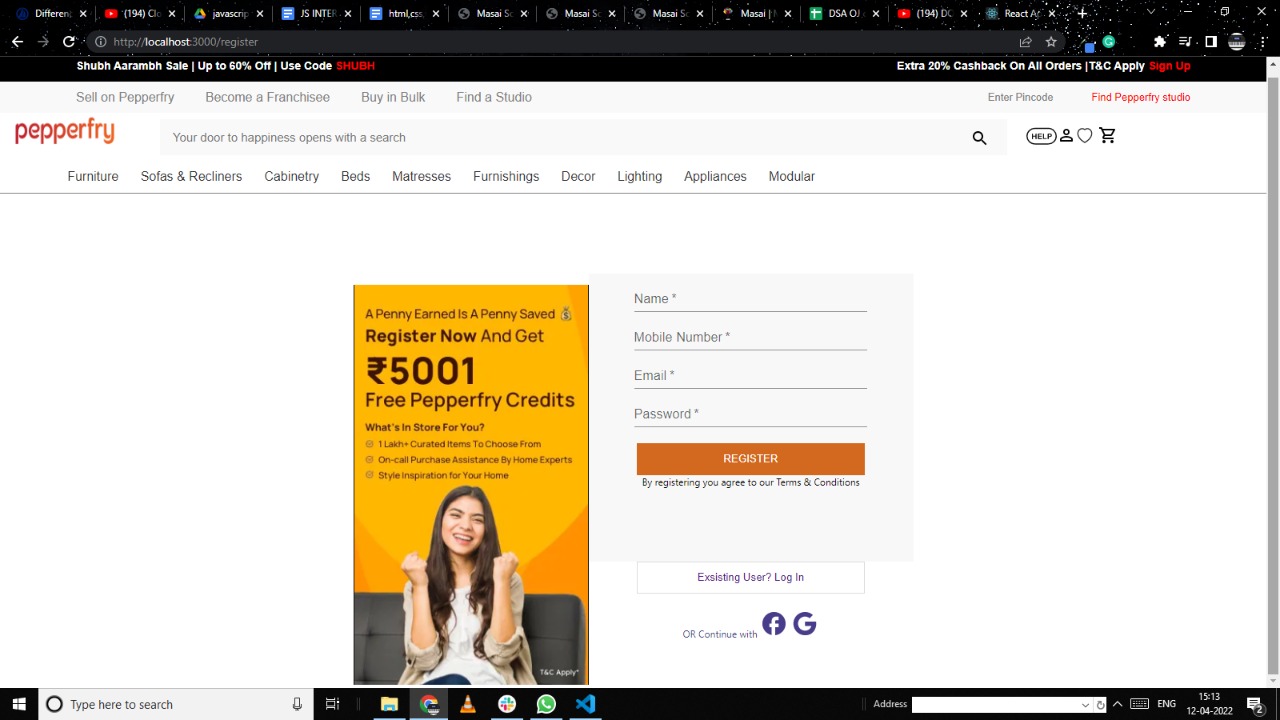 Differen
(194) Clo
javascrip
JS INTER
html,css,
Masai Sc
Masai Sc
Masai Sc
Masai | M
DSA OJ.c
(194) DC
http://localhost:3000/register
Shubh Aarambh Sale | Up to 60% Off | Use Code SHUBH
Extra 20% Cashback On All Orders |T&C Apply Sign Up
Sell on Pepperfry Become a Franchisee Buy in Bulk Find a Studio
Enter Pincode Find Pepperfry studio
pepperfry
Your door to happiness opens with a search
HELP
Furniture Sofas & Recliners Cabinetry Beds Matresses Furnishings Decor Lighting Appliances Modular
A Penny Earned Is A Penny Saved
Register Now And Get
₹5001
Free Pepperfry Credits
What's In Store For You?
1 Lakh+ Curated Items To Choose From
On-call Purchase Assistance By Home Experts
Style Inspiration for Your Home
T&C Apply*
Name *
Mobile Number *
Email *
Password *
REGISTER
By registering you agree to our Terms & Conditions
Exsisting User? Log In
OR Continue with
Type here to search
Address
ENG
15:13
12-04-2022
2